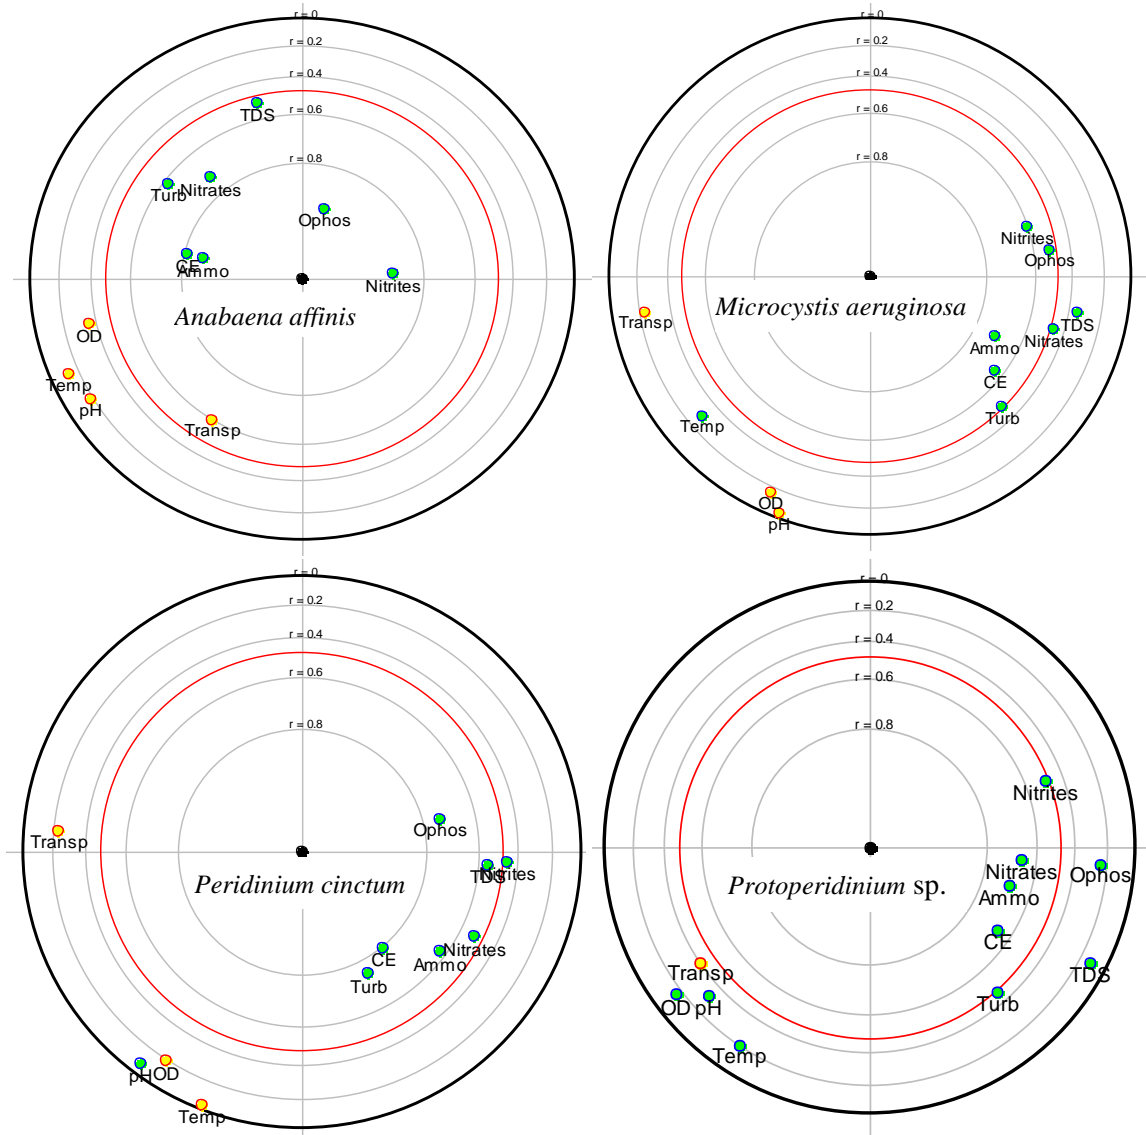 r = 0
r = 0.2
r = 0.4
r = 0.6
r = 0.8
TDS
Turb
Nitrates
Ophos
CE
Ammo
Nitrites
Anabaena affinis
OD
Temp
pH
Transp
r = 0
r = 0.2
r = 0.4
r = 0.6
r = 0.8
Nitrites
Ophos
Microcystis aeruginosa
Transp
TDS
Nitrates
Ammo
CE
Turb
Temp
OD
pH
r = 0
r = 0.2
r = 0.4
r = 0.6
r = 0.8
Ophos
Transp
TDS
Nitrites
Peridinium cinctum
Nitrates
Ammo
CE
Turb
pH
OD
Temp
r = 0
r = 0.2
r = 0.4
r = 0.6
r = 0.8
Nitrites
Nitrates
Ophos
Protoperidinium sp.
Ammo
CE
Transp
TDS
OD
pH
Turb
Temp